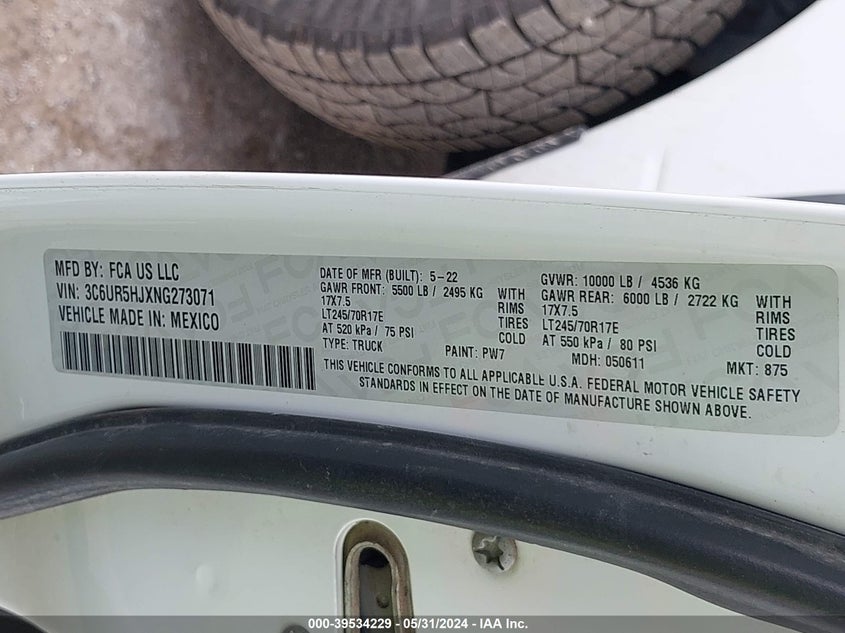 MFD BY: FCA US LLC
VIN: 3C6UR5HJXNG273071
VEHICLE MADE IN: MEXICO
DATE OF MFR (BUILT): 5-22
GAWR FRONT: 5500 LB / 2495 KG WITH
17X7.5 RIMS
LT245/70R17E TIRES
AT 520 kPa / 75 PSI COLD
TYPE: TRUCK PAINT: PW7
GVWR: 10000 LB / 4536 KG
GAWR REAR: 6000 LB / 2722 KG WITH
17X7.5 RIMS
LT245/70R17E TIRES
AT 550 kPa / 80 PSI COLD
MDH: 050611 MKT: 875
THIS VEHICLE CONFORMS TO ALL APPLICABLE U.S.A. FEDERAL MOTOR VEHICLE SAFETY
STANDARDS IN EFFECT ON THE DATE OF MANUFACTURE SHOWN ABOVE.
000-39534229 - 05/31/2024 - IAA Inc.